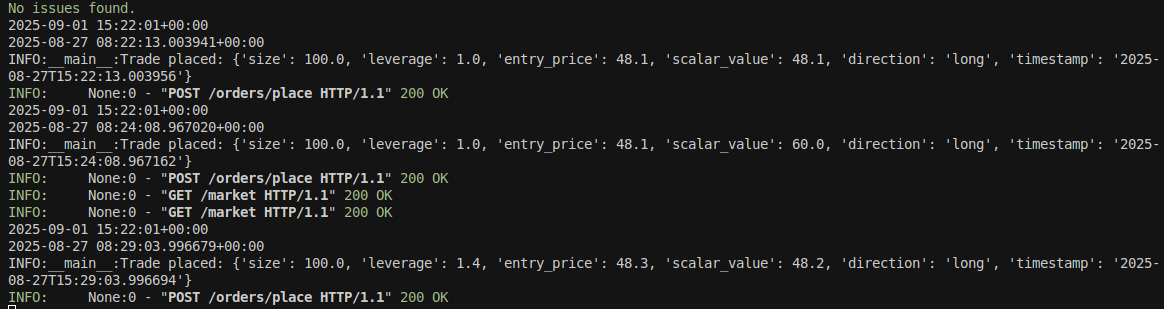 No issues found.
2025-09-01 15:22:01+00:00
2025-08-27 08:22:13.003941+00:00
INFO:__main__:Trade placed: {'size': 100.0, 'leverage': 1.0, 'entry_price': 48.1, 'scalar_value': 48.1, 'direction': 'long', 'timestamp': '2025-
08-27T15:22:13.003956'}
INFO:     None:0 - "POST /orders/place HTTP/1.1" 200 OK
2025-09-01 15:22:01+00:00
2025-08-27 08:24:08.967020+00:00
INFO:__main__:Trade placed: {'size': 100.0, 'leverage': 1.0, 'entry_price': 48.1, 'scalar_value': 60.0, 'direction': 'long', 'timestamp': '2025-
08-27T15:24:08.967162'}
INFO:     None:0 - "POST /orders/place HTTP/1.1" 200 OK
INFO:     None:0 - "GET /market HTTP/1.1" 200 OK
INFO:     None:0 - "GET /market HTTP/1.1" 200 OK
2025-09-01 15:22:01+00:00
2025-08-27 08:29:03.996679+00:00
INFO:__main__:Trade placed: {'size': 100.0, 'leverage': 1.4, 'entry_price': 48.3, 'scalar_value': 48.2, 'direction': 'long', 'timestamp': '2025-
08-27T15:29:03.996694'}
INFO:     None:0 - "POST /orders/place HTTP/1.1" 200 OK